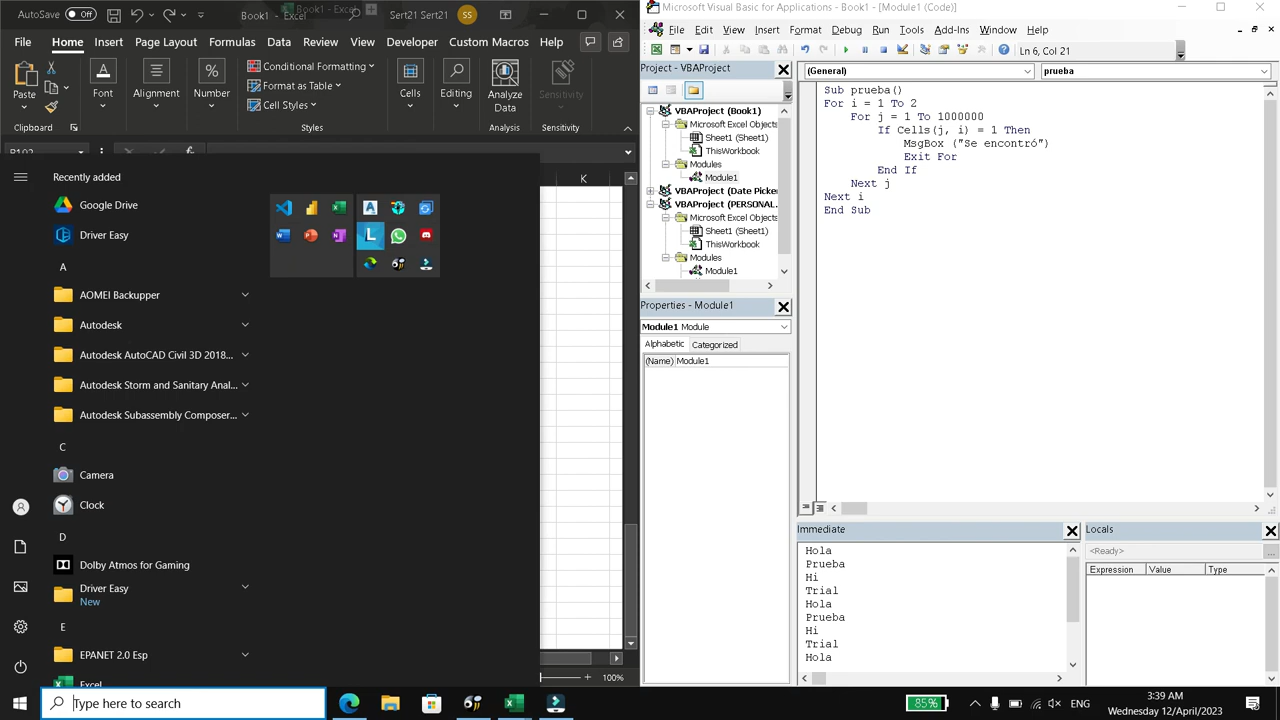 AutoSave Off Book1 - Excel Book1 - Excel Sert21 Sert21 SS
File Home Insert Page Layout Formulas Data Review View Developer Custom Macros Help
Paste
Clipboard
Font
Alignment
Number
Conditional Formatting
Format as Table
Cell Styles
Styles
Cells
Editing
Analyze
Data
Analysis
Sensitivity
Sensitivity
K
100%
Recently added
Google Drive
Driver Easy
A
AOMEI Backupper
Autodesk
Autodesk AutoCAD Civil 3D 2018...
Autodesk Storm and Sanitary Anal...
Autodesk Subassembly Composer...
C
Camera
Clock
D
Dolby Atmos for Gaming
Driver Easy
New
E
EPANET 2.0 Esp
Excel
Microsoft Visual Basic for Applications - Book1 - [Module1 (Code)]
File Edit View Insert Format Debug Run Tools Add-Ins Window Help
Ln 6, Col 21
Project - VBAProject
VBAProject (Book1)
Microsoft Excel Objects
Sheet1 (Sheet1)
ThisWorkbook
Modules
Module1
VBAProject (Date Picker
VBAProject (PERSONAL.
Microsoft Excel Objects
Sheet1 (Sheet1)
ThisWorkbook
Modules
Module1
Properties - Module1
Module1 Module
Alphabetic Categorized
(Name) Module1
(General) prueba
Sub prueba()
For i = 1 To 2
For j = 1 To 1000000
If Cells(j, i) = 1 Then
MsgBox ("Se encontró")
Exit For
End If
Next j
Next i
End Sub
Immediate
Hola
Prueba
Hi
Trial
Hola
Prueba
Hi
Trial
Hola
Locals
<Ready>
Expression Value Type
Type here to search
85%
ENG
3:39 AM
Wednesday 12/April/2023